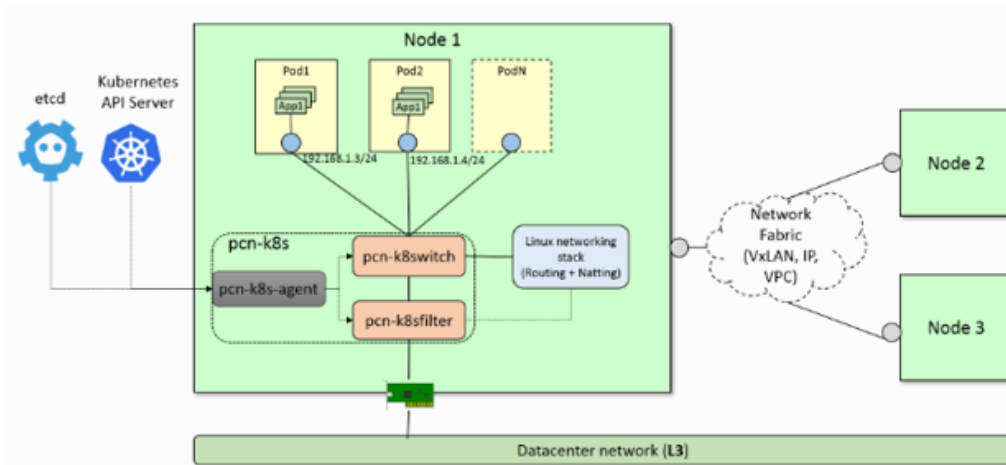 Node 1
Pod1
Pod2
PodN
App1
App1
192.168.1.3/24
192.168.1.4/24
etcd
Kubernetes
API Server
pcn-k8s
pcn-k8switch
pcn-k8s-agent
pcn-k8sfilter
Linux networking
stack
(Routing + Natting)
Network
Fabric
(VxLAN, IP,
VPC)
Node 2
Node 3
Datacenter network (L3)